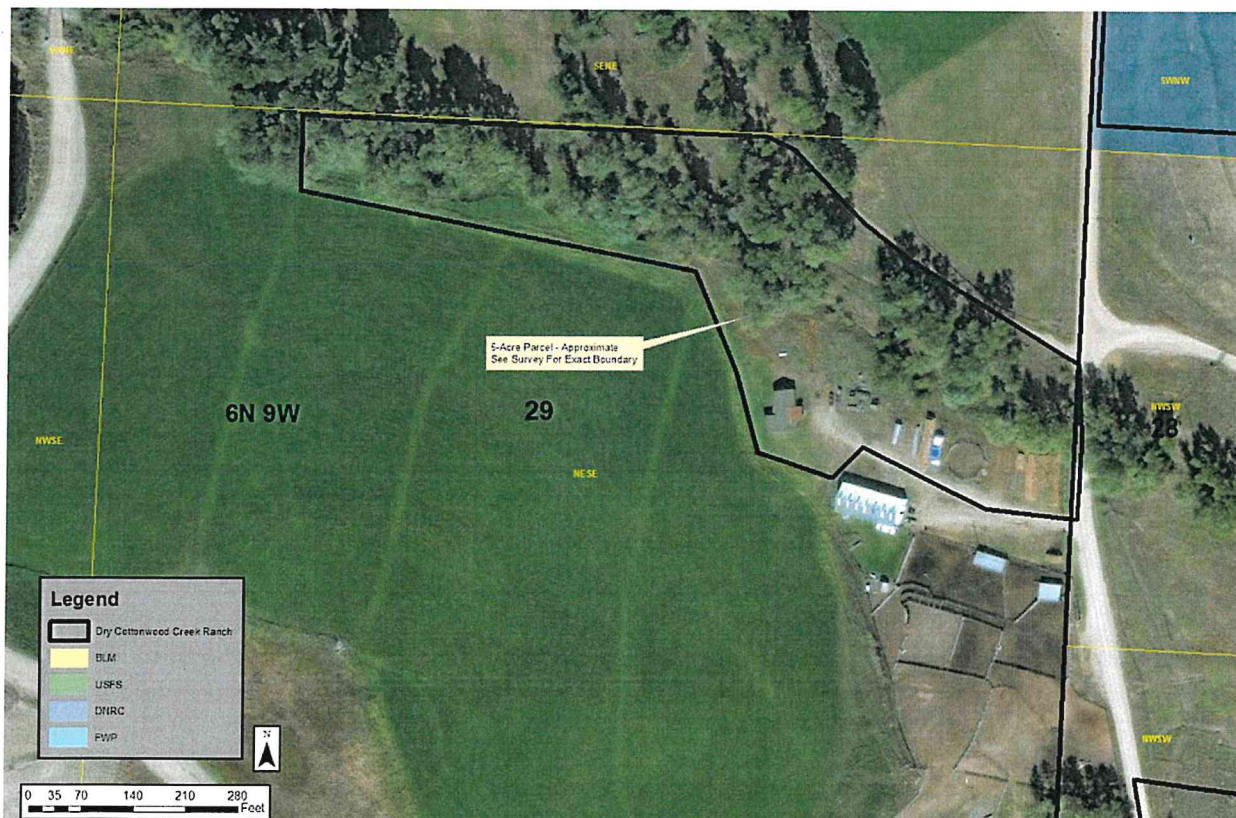 SENE
SWNW
5-Acre Parcel - Approximate
See Survey For Exact Boundary
6N 9W
29
NWSW
28
NWSE
NESE
Legend
Dry Cottonwood Creek Ranch
BLM
USFS
DNRC
FWP
N
NWSW
0 35 70 140 210 280
Feet